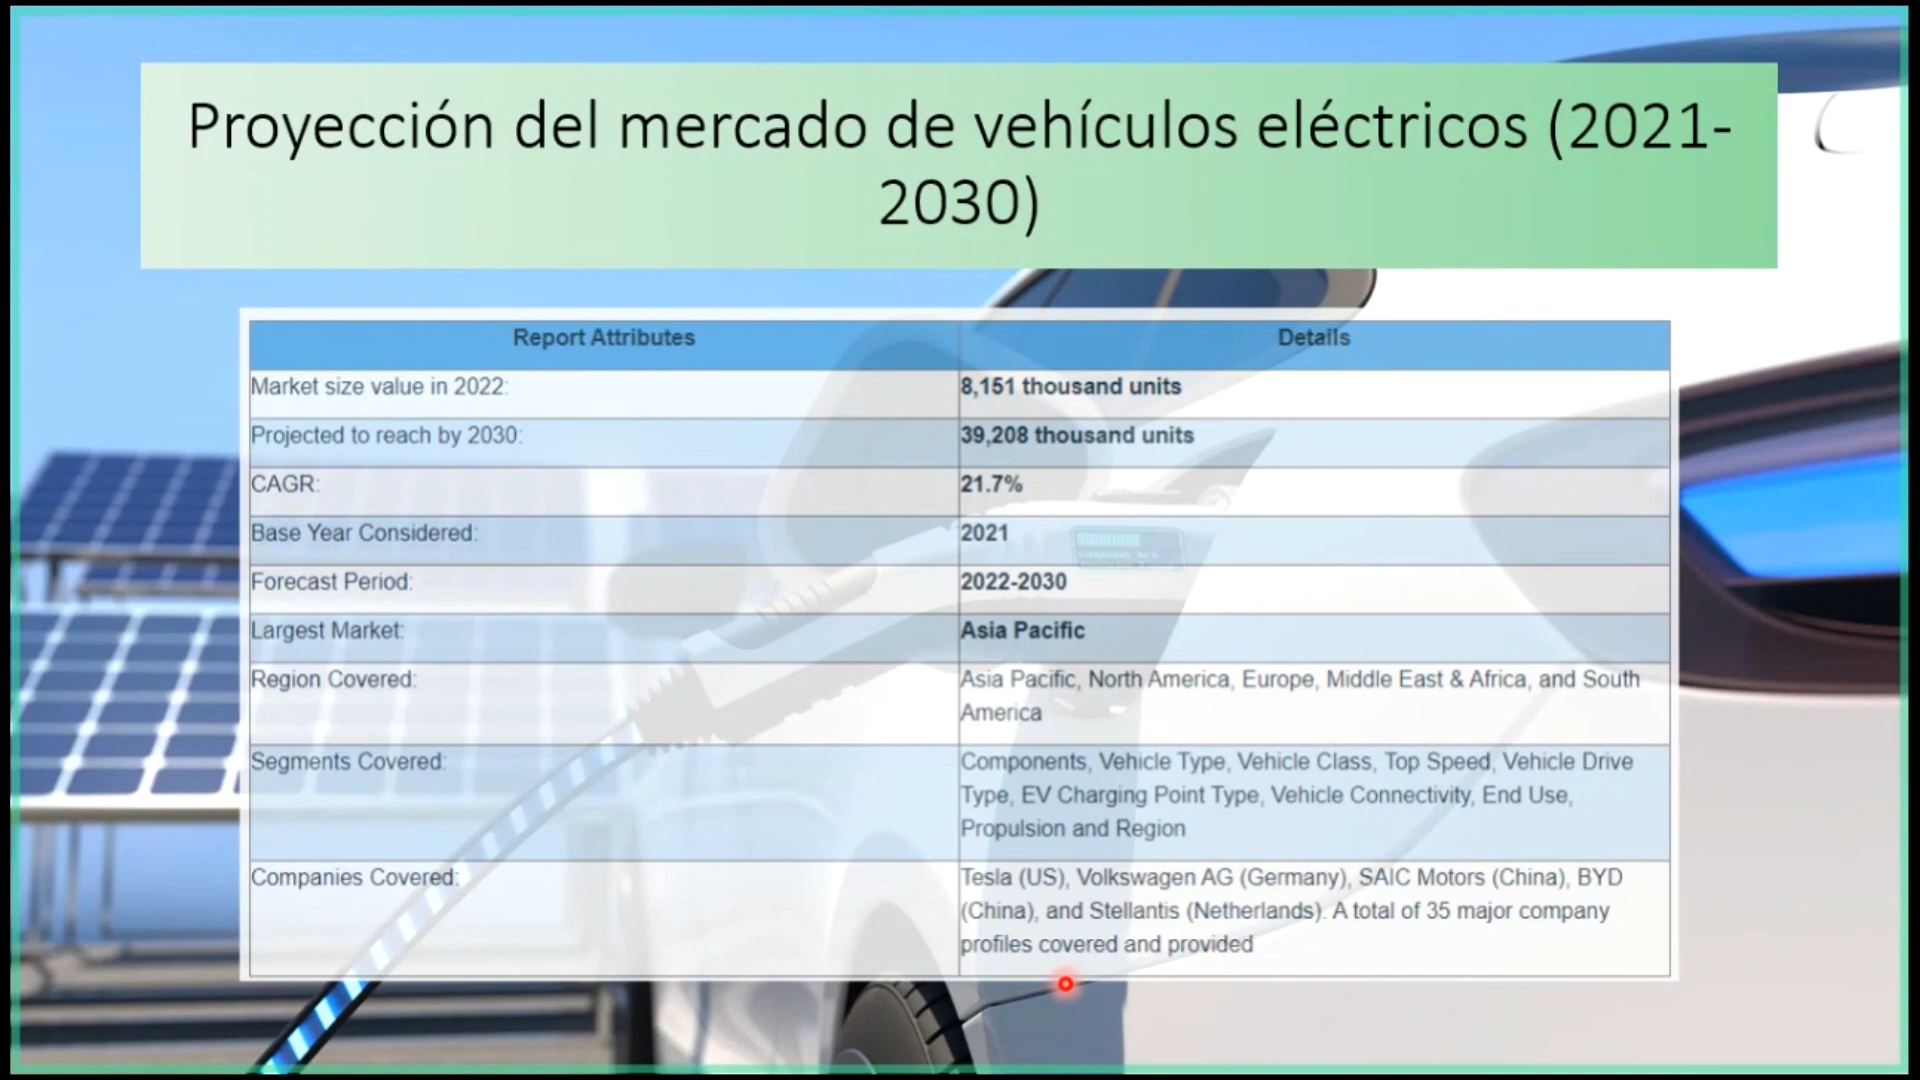 Proyección del mercado de vehículos eléctricos (2021-
2030)
Report Attributes
Details
Market size value in 2022:
8,151 thousand units
Projected to reach by 2030:
39,208 thousand units
CAGR:
21.7%
Base Year Considered:
2021
Forecast Period:
2022-2030
Largest Market:
Asia Pacific
Region Covered:
Asia Pacific, North America, Europe, Middle East & Africa, and South
America
Segments Covered:
Components, Vehicle Type, Vehicle Class, Top Speed, Vehicle Drive
Type, EV Charging Point Type, Vehicle Connectivity, End Use,
Propulsion and Region
Companies Covered:
Tesla (US), Volkswagen AG (Germany), SAIC Motors (China), BYD
(China), and Stellantis (Netherlands). A total of 35 major company
profiles covered and provided